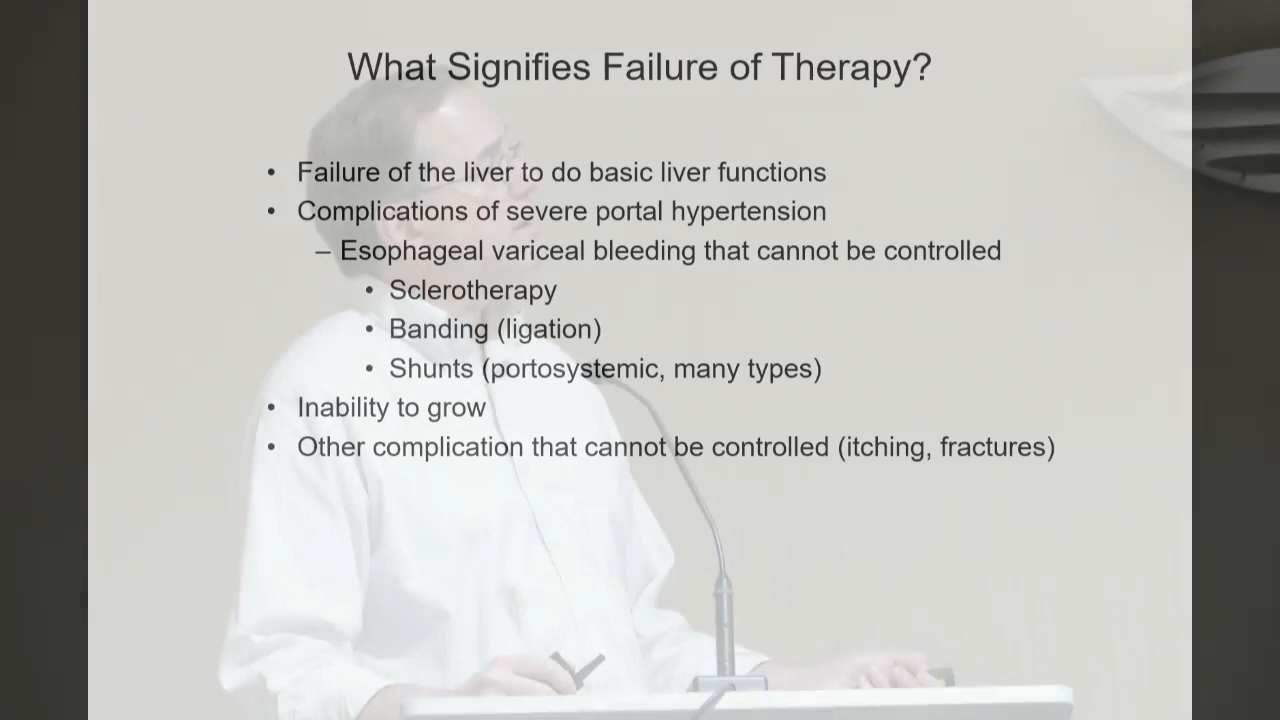 What Signifies Failure of Therapy?
• Failure of the liver to do basic liver functions
• Complications of severe portal hypertension
– Esophageal variceal bleeding that cannot be controlled
• Sclerotherapy
• Banding (ligation)
• Shunts (portosystemic, many types)
• Inability to grow
• Other complication that cannot be controlled (itching, fractures)